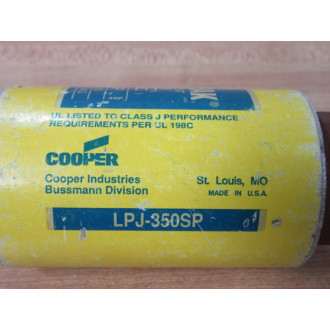 UL LISTED TO CLASS J PERFORMANCE
REQUIREMENTS PER UL 198C
COOPER
Cooper Industries
Bussmann Division
St. Louis, MO
MADE IN U.S.A.
LPJ-350SP